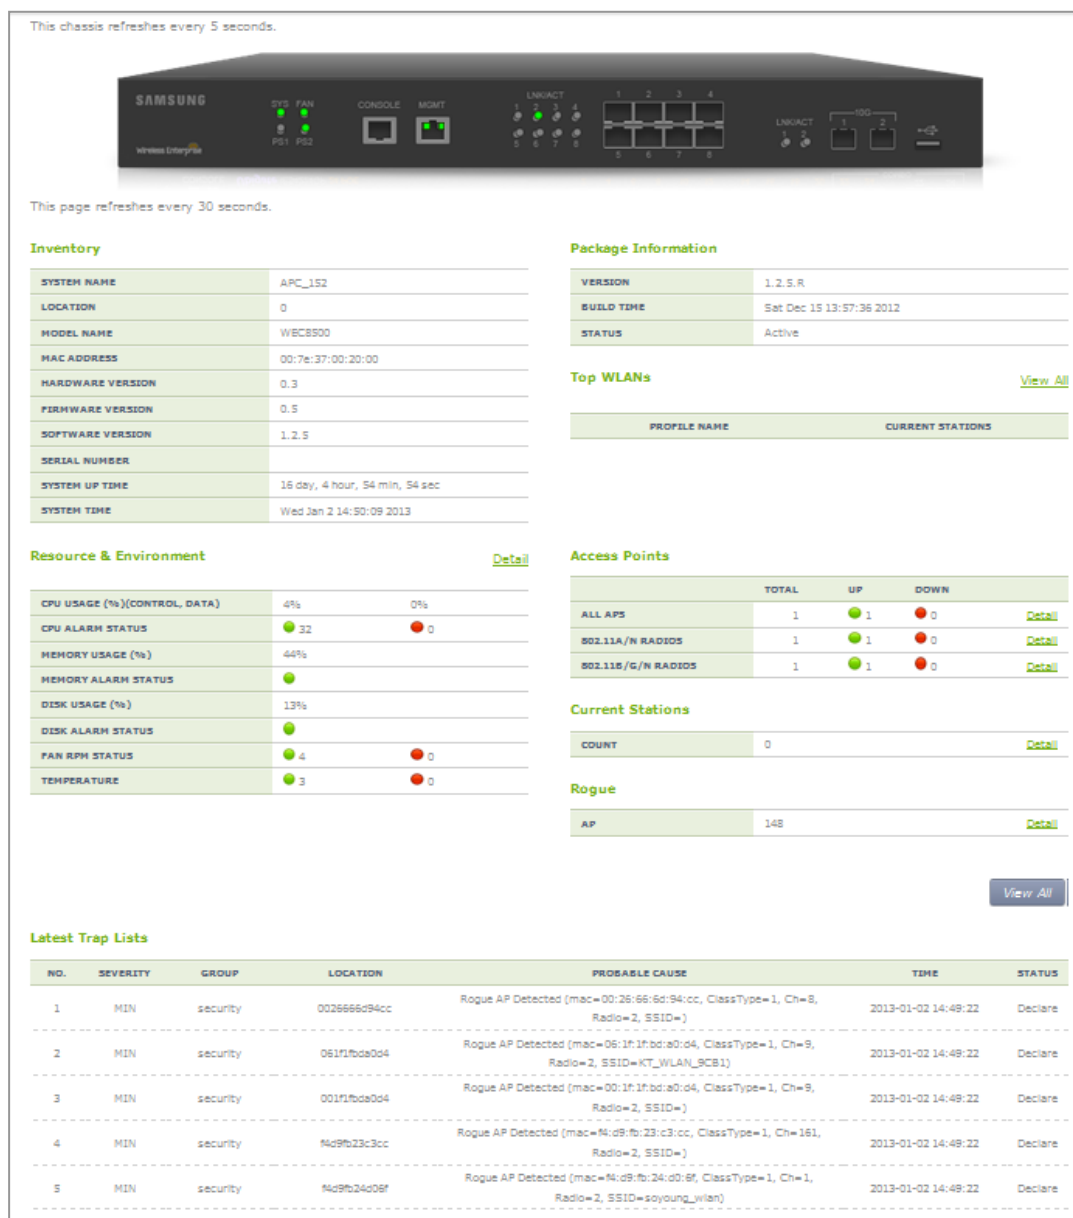 This chassis refreshes every 5 seconds.
SAMSUNG
SYS FAN
PS1 PS2
CONSOLE MGMT
LNK/ACT
1 2 3 4
5 6 7 8
1 2 3 4
5 6 7 8
LNK/ACT
1 2
10G
1 2
Wireless Enterprise
This page refreshes every 30 seconds.
Inventory
SYSTEM NAME APC_152
LOCATION 0
MODEL NAME WEC8500
MAC ADDRESS 00:7e:37:00:20:00
HARDWARE VERSION 0.3
FIRMWARE VERSION 0.5
SOFTWARE VERSION 1.2.5
SERIAL NUMBER
SYSTEM UP TIME 16 day, 4 hour, 54 min, 54 sec
SYSTEM TIME Wed Jan 2 14:50:09 2013
Package Information
VERSION 1.2.5.R
BUILD TIME Sat Dec 15 13:57:36 2012
STATUS Active
Top WLANs View All
PROFILE NAME CURRENT STATIONS
Resource & Environment Detail
CPU USAGE (%)(CONTROL, DATA) 4% 0%
CPU ALARM STATUS 32 0
MEMORY USAGE (%) 44%
MEMORY ALARM STATUS
DISK USAGE (%) 13%
DISK ALARM STATUS
FAN RPM STATUS 4 0
TEMPERATURE 3 0
Access Points
TOTAL UP DOWN
ALL APS 1 1 0 Detail
802.11A/N RADIOS 1 1 0 Detail
802.11B/G/N RADIOS 1 1 0 Detail
Current Stations
COUNT 0 Detail
Rogue
AP 148 Detail
View All
Latest Trap Lists
NO. SEVERITY GROUP LOCATION PROBABLE CAUSE TIME STATUS
1 MIN security 0026666d94cc Rogue AP Detected (mac=00:26:66:6d:94:cc, ClassType=1, Ch=8, 2013-01-02 14:49:22 Declare
Radio=2, SSID=)
2 MIN security 061f1fbda0d4 Rogue AP Detected (mac=06:1f:1f:bd:a0:d4, ClassType=1, Ch=9, 2013-01-02 14:49:22 Declare
Radio=2, SSID=KT_WLAN_9CB1)
3 MIN security 001f1fbda0d4 Rogue AP Detected (mac=00:1f:1f:bd:a0:d4, ClassType=1, Ch=9, 2013-01-02 14:49:22 Declare
Radio=2, SSID=)
4 MIN security f4d9fb23c3cc Rogue AP Detected (mac=f4:d9:fb:23:c3:cc, ClassType=1, Ch=161, 2013-01-02 14:49:22 Declare
Radio=2, SSID=)
5 MIN security f4d9fb24d06f Rogue AP Detected (mac=f4:d9:fb:24:d0:6f, ClassType=1, Ch=1, 2013-01-02 14:49:22 Declare
Radio=2, SSID=soyoung_wlan)